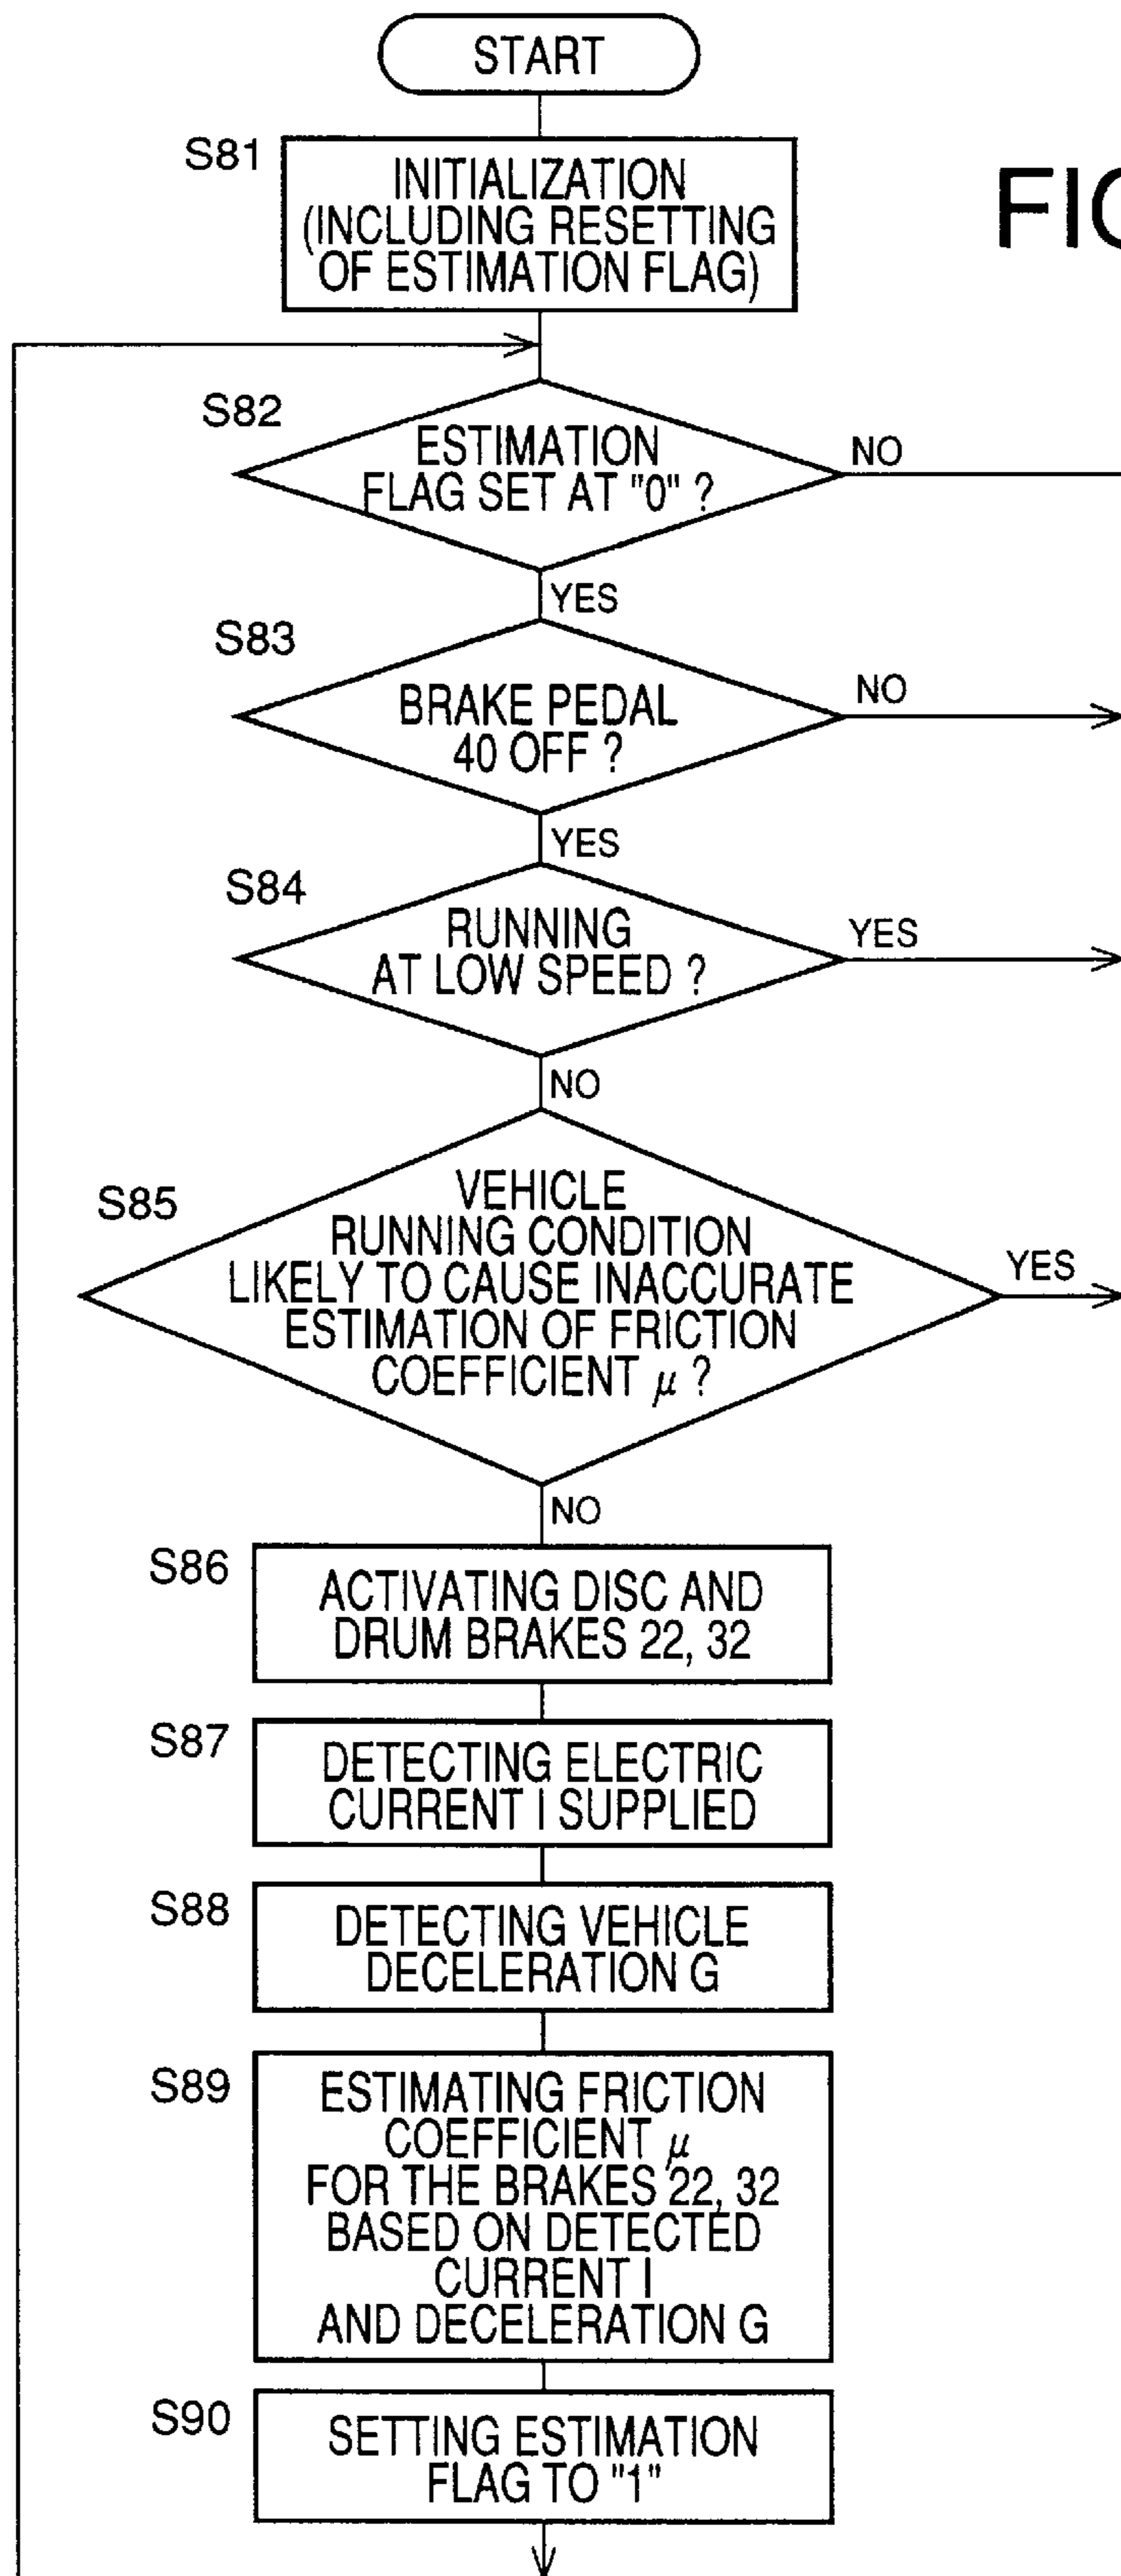 START
S81
INITIALIZATION
(INCLUDING RESETTING
OF ESTIMATION FLAG)
FIG
S82
ESTIMATION
FLAG SET AT "0" ?
NO
YES
S83
BRAKE PEDAL
40 OFF ?
NO
YES
S84
RUNNING
AT LOW SPEED ?
YES
NO
S85
VEHICLE
RUNNING CONDITION
LIKELY TO CAUSE INACCURATE
ESTIMATION OF FRICTION
COEFFICIENT μ ?
YES
NO
S86
ACTIVATING DISC AND
DRUM BRAKES 22, 32
S87
DETECTING ELECTRIC
CURRENT I SUPPLIED
S88
DETECTING VEHICLE
DECELERATION G
S89
ESTIMATING FRICTION
COEFFICIENT μ
FOR THE BRAKES 22, 32
BASED ON DETECTED
CURRENT I
AND DECELERATION G
S90
SETTING ESTIMATION
FLAG TO "1"